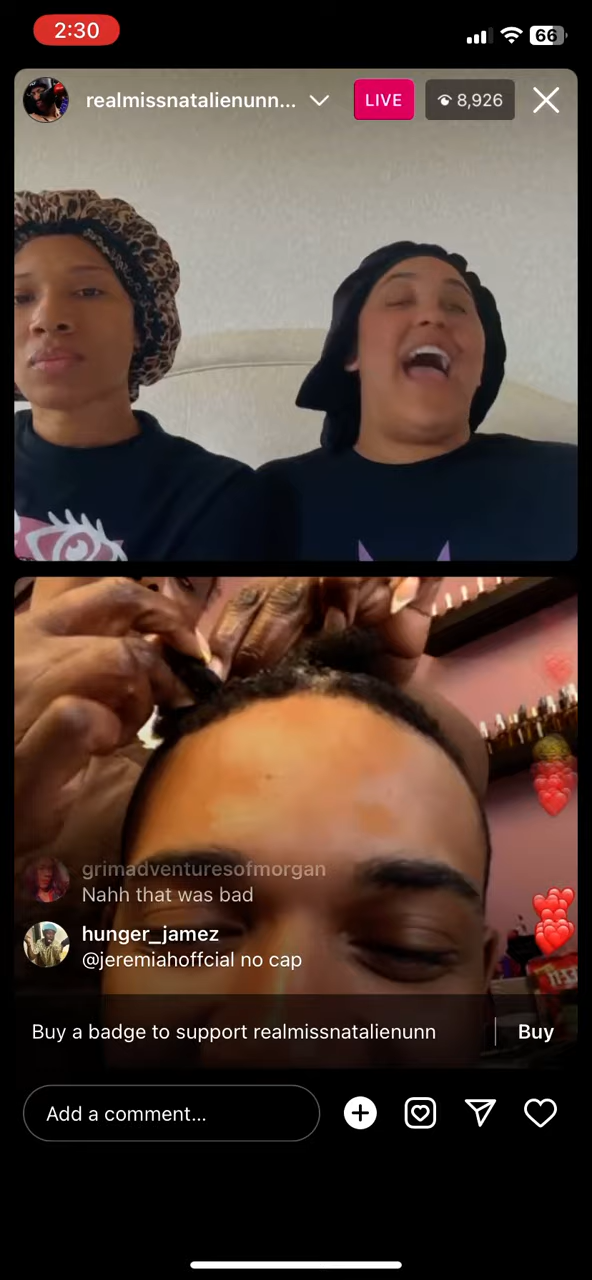 2:30
66
realmissnatalienunn...
LIVE
8,926
grimadventuresofmorgan
Nahh that was bad
hunger_jamez
@jeremiahoffcial no cap
Buy a badge to support realmissnatalienunn
Buy
Add a comment...